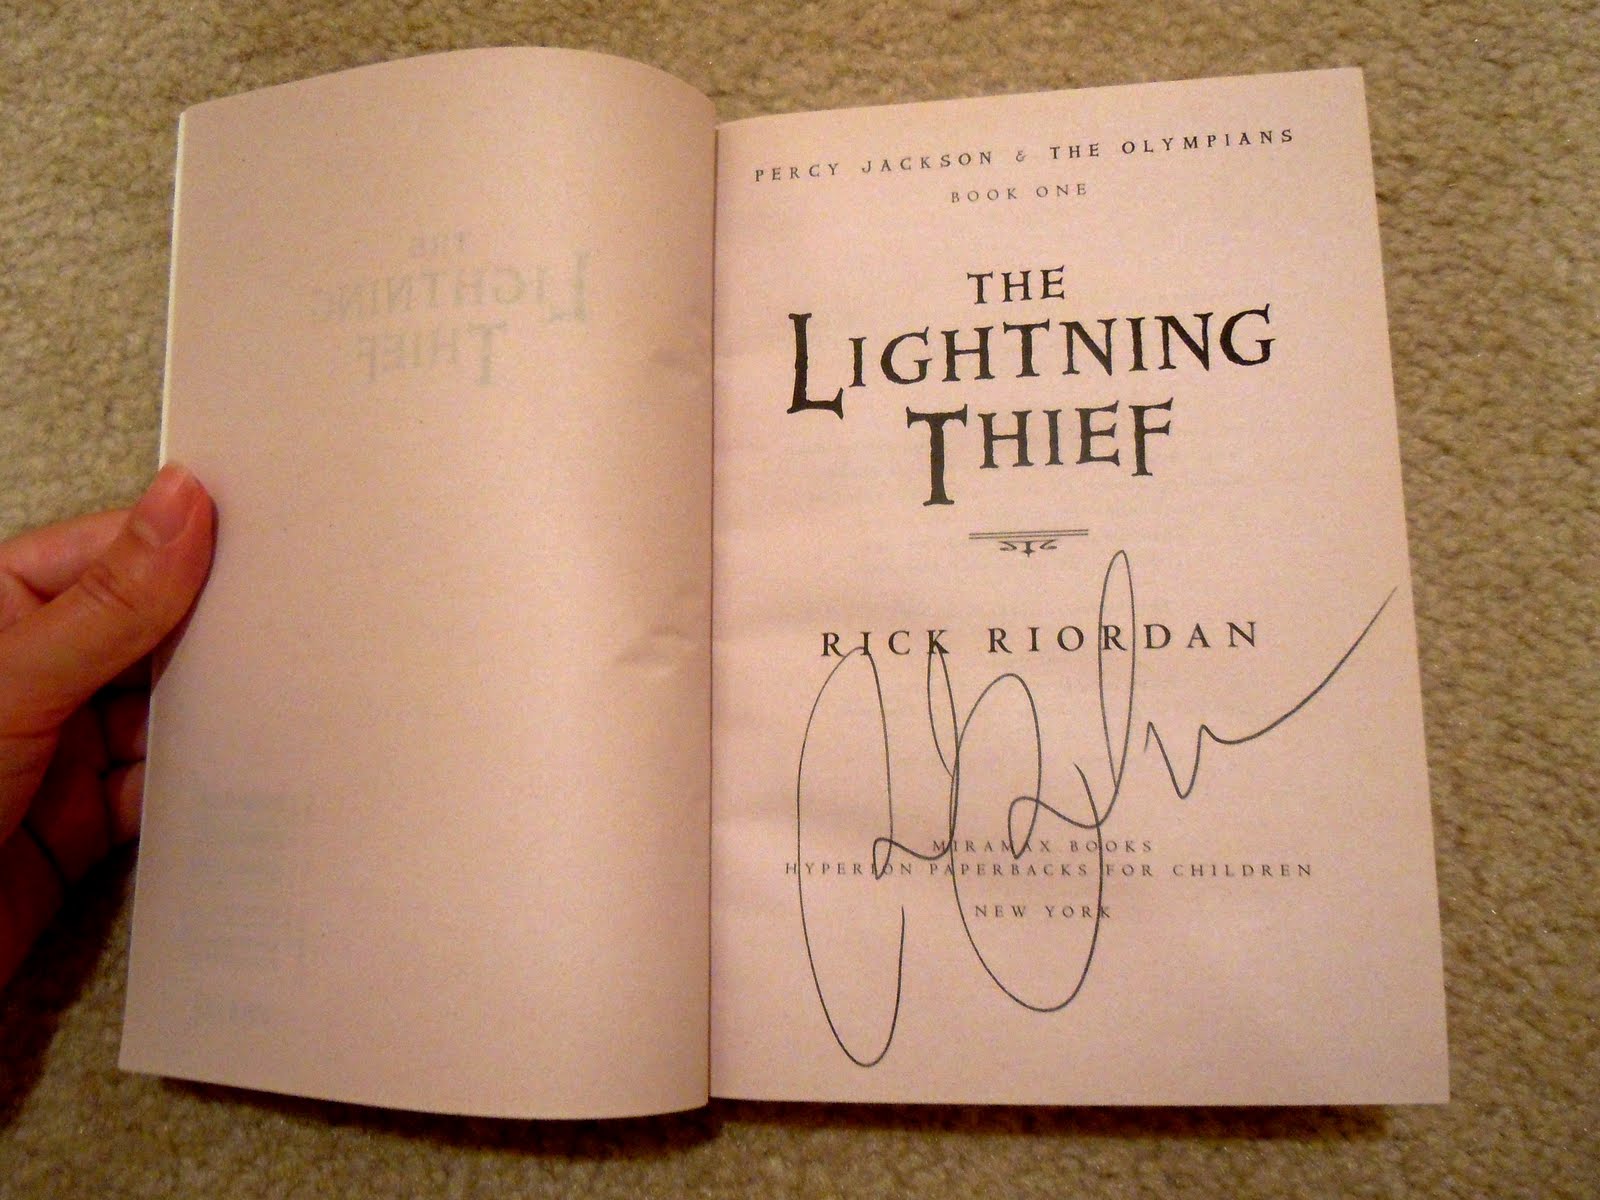 PERCY JACKSON & THE OLYMPIANS
BOOK ONE
THE
LIGHTNING
THIEF
RICK RIORDAN
MIRAMAX BOOKS
HYPERION PAPERBACKS FOR CHILDREN
NEW YORK